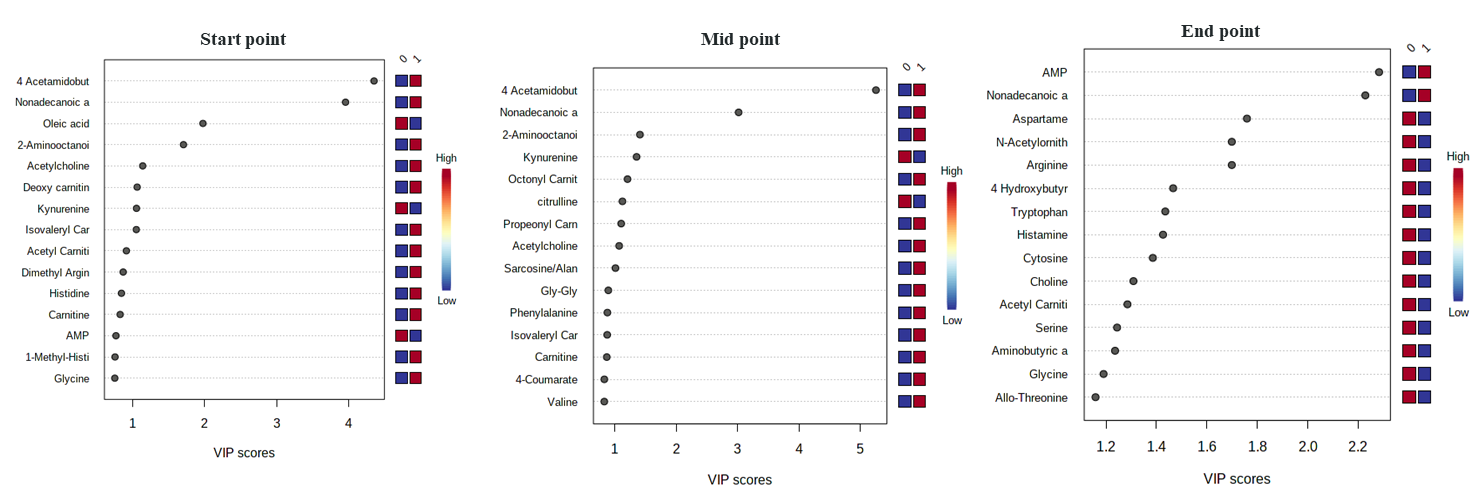 Start point
0 1
4 Acetamidobut
Nonadecanoic a
Oleic acid
2-Aminooctanoi
Acetylcholine
Deoxy carnitin
Kynurenine
Isovaleryl Car
Acetyl Carniti
Dimethyl Argin
Histidine
Carnitine
AMP
1-Methyl-Histi
Glycine
1 2 3 4
VIP scores
High
Low
Mid point
0 1
4 Acetamidobut
Nonadecanoic a
2-Aminooctanoi
Kynurenine
Octonyl Carnit
citrulline
Propeonyl Carn
Acetylcholine
Sarcosine/Alan
Gly-Gly
Phenylalanine
Isovaleryl Car
Carnitine
4-Coumarate
Valine
1 2 3 4 5
VIP scores
High
Low
End point
0 1
AMP
Nonadecanoic a
Aspartame
N-Acetylornith
Arginine
4 Hydroxybutyr
Tryptophan
Histamine
Cytosine
Choline
Acetyl Carniti
Serine
Aminobutyric a
Glycine
Allo-Threonine
1.2 1.4 1.6 1.8 2.0 2.2
VIP scores
High
Low